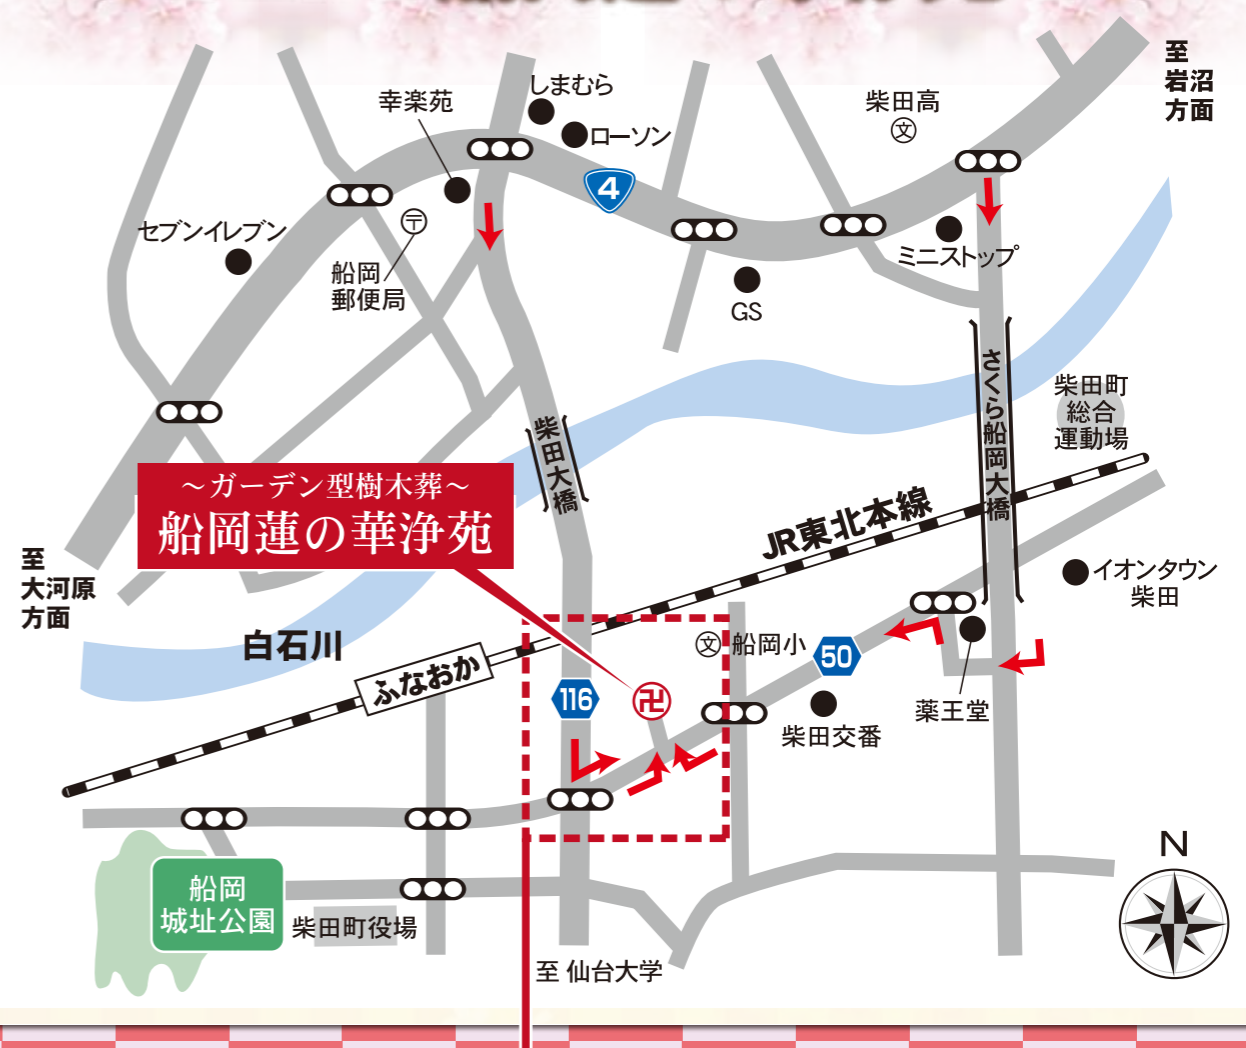 至
岩沼
方面
しまむら
幸楽苑
ローソン
柴田高
文
4
セブンイレブン
〒
船岡
郵便局
ミニストップ
GS
さくら船岡大橋
柴田町
総合
運動場
柴田大橋
～ガーデン型樹木葬～
船岡蓮の華浄苑
JR東北本線
至
大河原
方面
イオンタウン
柴田
白石川
文
船岡小
50
ふなおか
116
卍
薬王堂
柴田交番
N
船岡
城址公園
柴田町役場
至 仙台大学